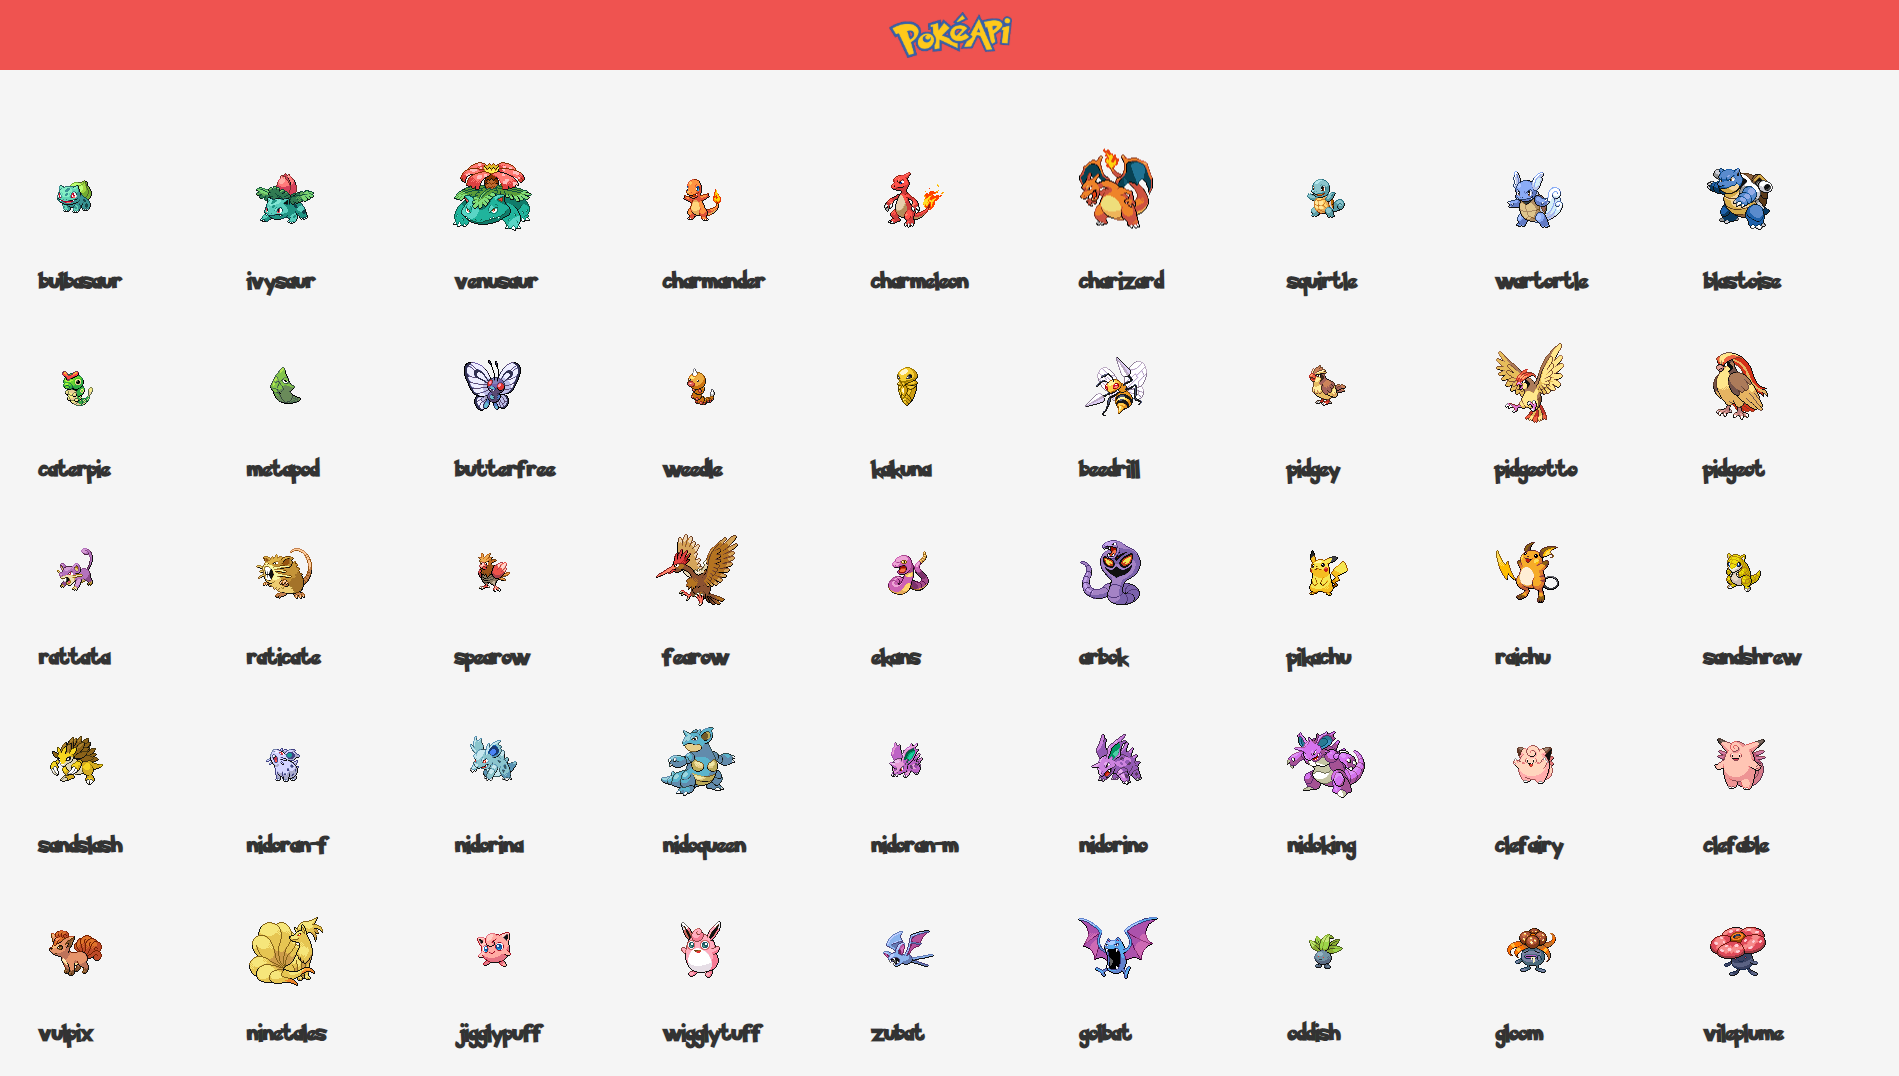 PokéAPi
bulbasaur ivysaur venusaur charmander charmeleon charizard squirtle wartortle blastoise
caterpie metapod butterfree weedle kakuna beedrill pidgey pidgeotto pidgeot
rattata raticate spearow fearow ekans arbok pikachu raichu sandshrew
sandslash nidoran-f nidorina nidoqueen nidoran-m nidorino nidoking clefairy clefable
vulpix ninetales jigglypuff wigglytuff zubat golbat oddish gloom vileplume